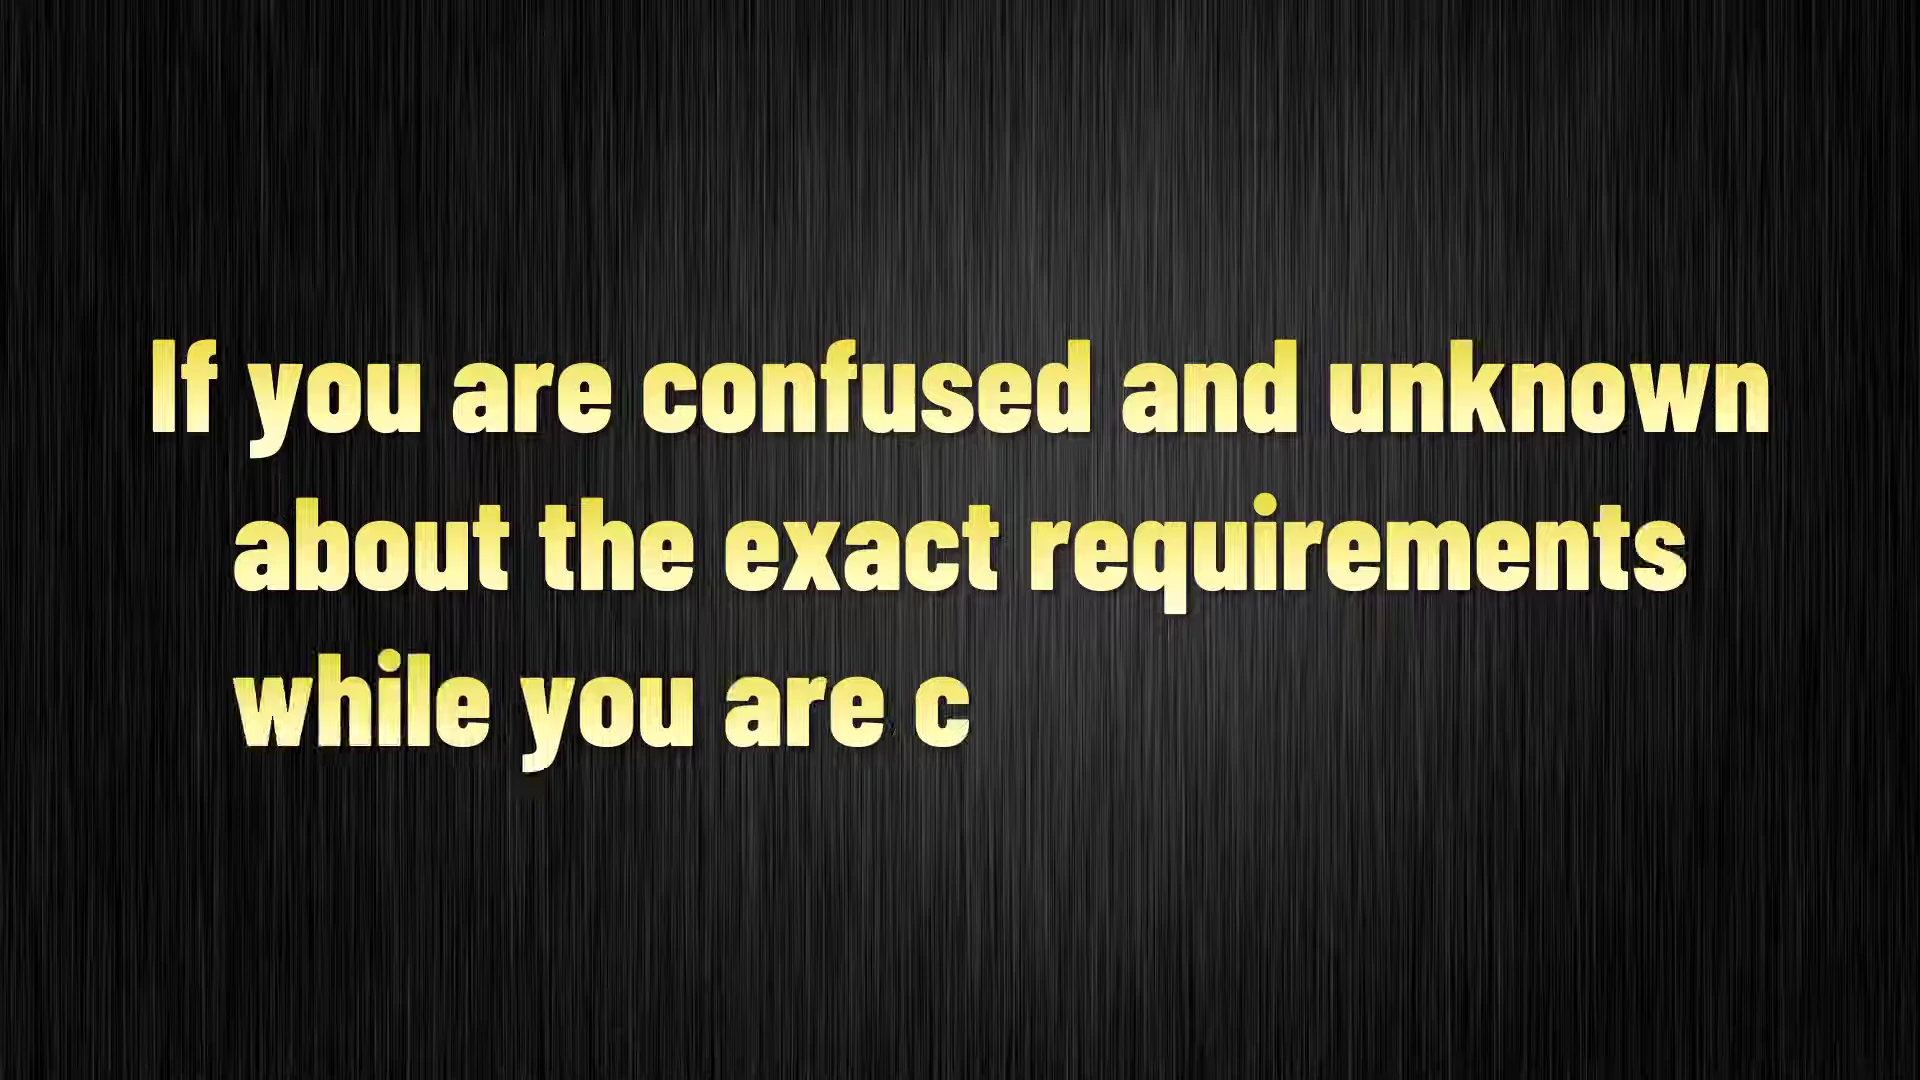 If you are confused and unknown
about the exact requirements
while you are c